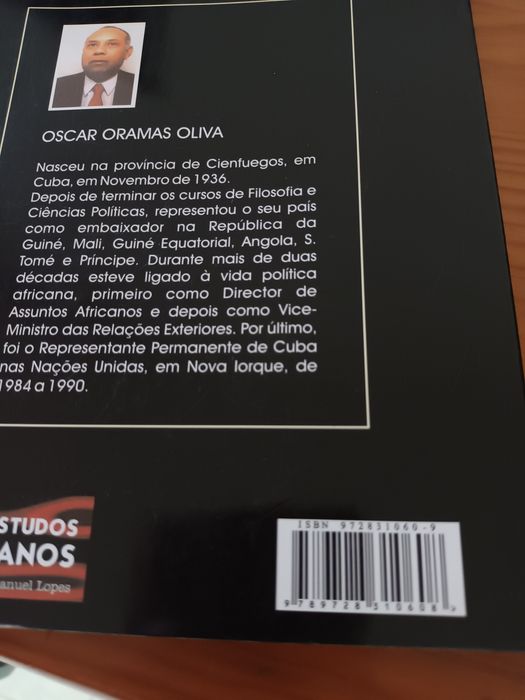 OSCAR ORAMAS OLIVA
Nasceu na província de Cienfuegos, em
Cuba, em Novembro de 1936.
Depois de terminar os cursos de Filosofia e
Ciências Políticas, representou o seu país
como embaixador na República da
Guiné, Mali, Guiné Equatorial, Angola, S.
Tomé e Príncipe. Durante mais de duas
décadas esteve ligado à vida política
africana, primeiro como Director de
Assuntos Africanos e depois como Vice-
Ministro das Relações Exteriores. Por último,
foi o Representante Permanente de Cuba
nas Nações Unidas, em Nova Iorque, de
1984 a 1990.
STUDOS
ANOS
anuel Lopes
ISBN 972831060-9
9 789728 310608